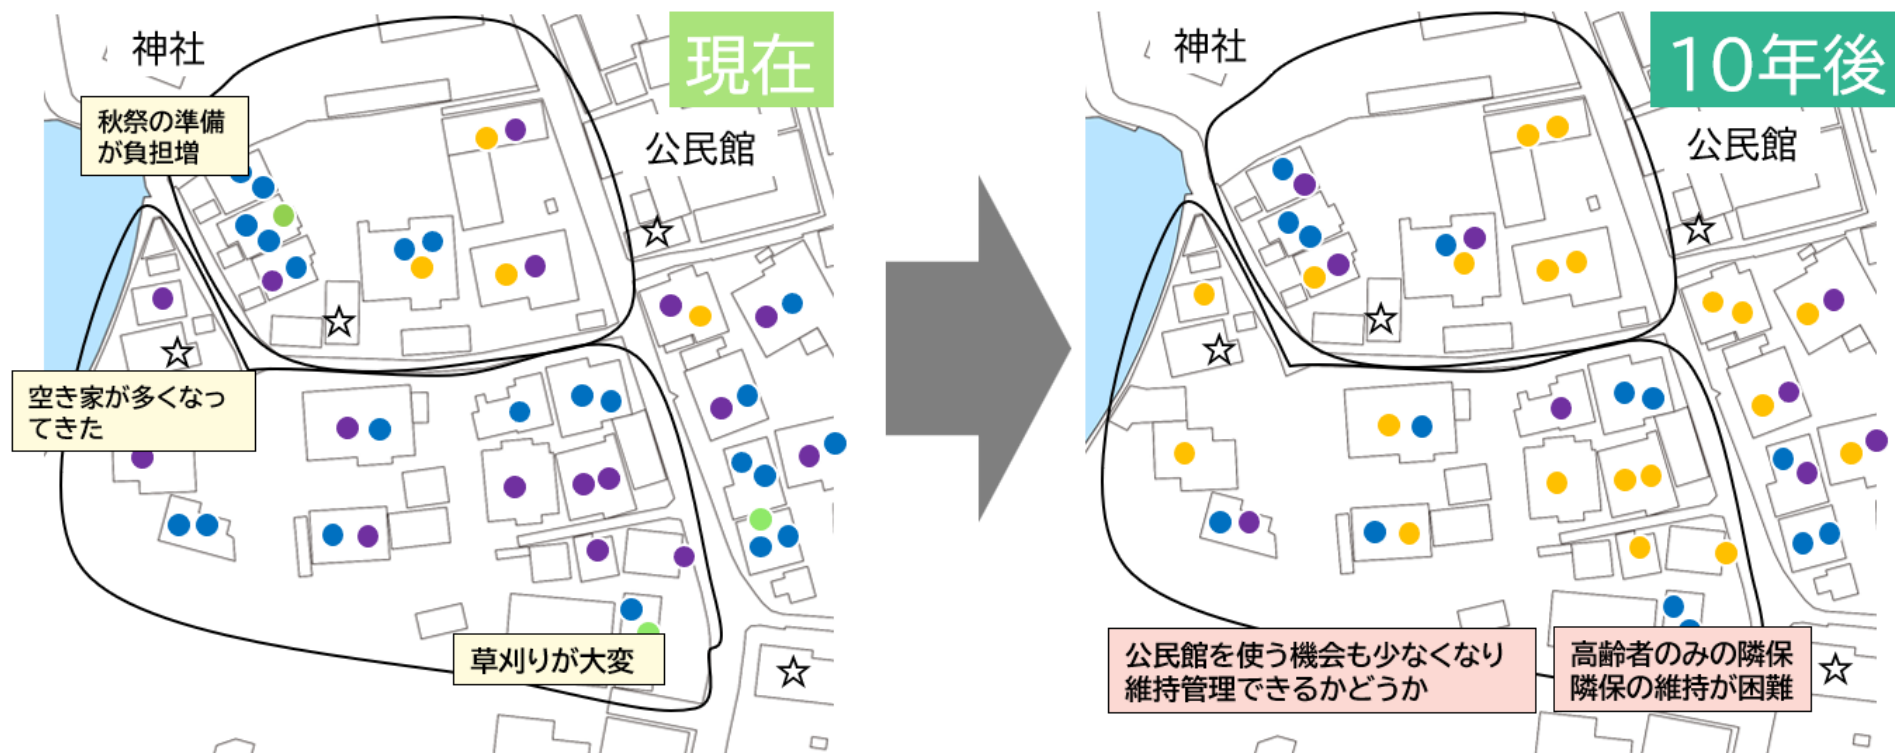 現在
神社
秋祭の準備
が負担増
公民館
空き家が多くなっ
てきた
草刈りが大変
10年後
神社
公民館
公民館を使う機会も少なくなり
維持管理できるかどうか
高齢者のみの隣保
隣保の維持が困難